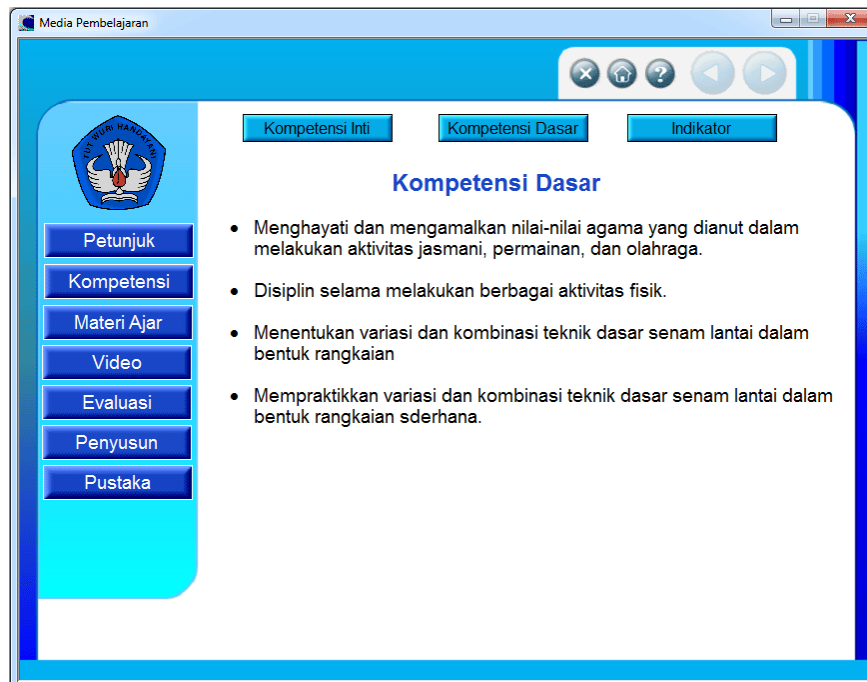 Media Pembelajaran
TUT WURI HANDAYANI
Kompetensi Inti
Kompetensi Dasar
Indikator
Petunjuk
Kompetensi
Materi Ajar
Video
Evaluasi
Penyusun
Pustaka
Kompetensi Dasar
• Menghayati dan mengamalkan nilai-nilai agama yang dianut dalam
melakukan aktivitas jasmani, permainan, dan olahraga.
• Disiplin selama melakukan berbagai aktivitas fisik.
• Menentukan variasi dan kombinasi teknik dasar senam lantai dalam
bentuk rangkaian
• Mempraktikkan variasi dan kombinasi teknik dasar senam lantai dalam
bentuk rangkaian sderhana.